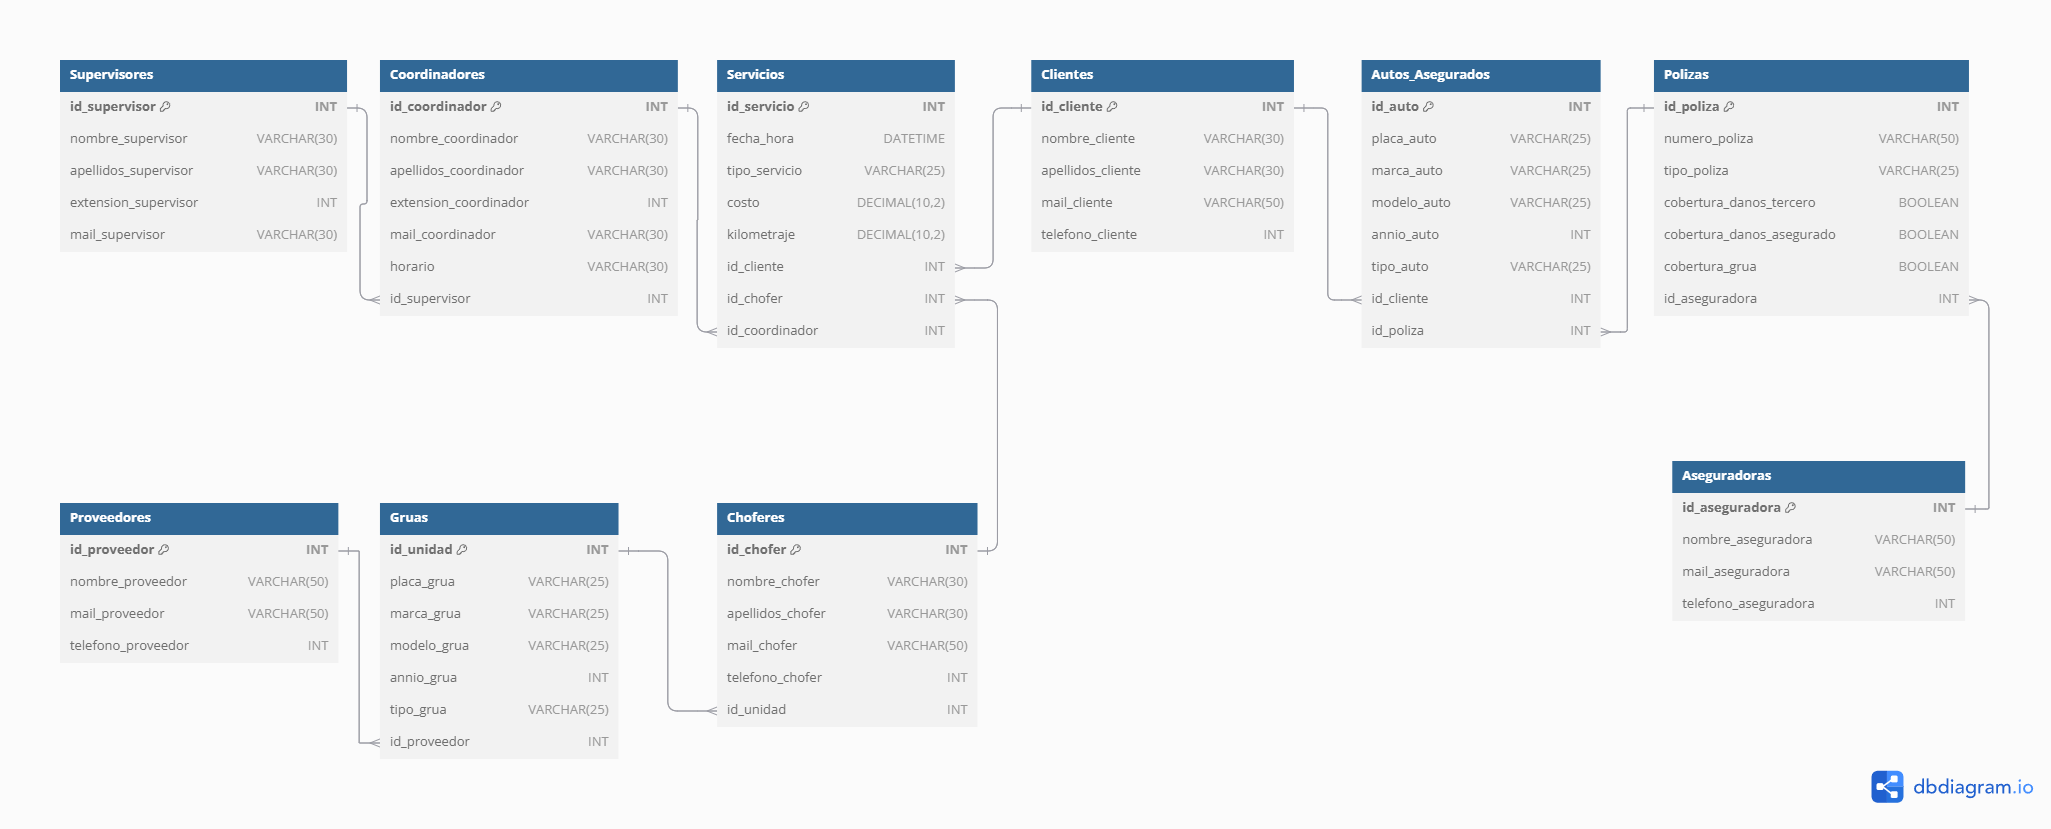 Supervisores
id_supervisor INT
nombre_supervisor VARCHAR(30)
apellidos_supervisor VARCHAR(30)
extension_supervisor INT
mail_supervisor VARCHAR(30)
Coordinadores
id_coordinador INT
nombre_coordinador VARCHAR(30)
apellidos_coordinador VARCHAR(30)
extension_coordinador INT
mail_coordinador VARCHAR(30)
horario VARCHAR(30)
id_supervisor INT
Servicios
id_servicio INT
fecha_hora DATETIME
tipo_servicio VARCHAR(25)
costo DECIMAL(10,2)
kilometraje DECIMAL(10,2)
id_cliente INT
id_chofer INT
id_coordinador INT
Clientes
id_cliente INT
nombre_cliente VARCHAR(30)
apellidos_cliente VARCHAR(30)
mail_cliente VARCHAR(50)
telefono_cliente INT
Autos_Asegurados
id_auto INT
placa_auto VARCHAR(25)
marca_auto VARCHAR(25)
modelo_auto VARCHAR(25)
annio_auto INT
tipo_auto VARCHAR(25)
id_cliente INT
id_poliza INT
Polizas
id_poliza INT
numero_poliza VARCHAR(50)
tipo_poliza VARCHAR(25)
cobertura_danos_tercero BOOLEAN
cobertura_danos_asegurado BOOLEAN
cobertura_grua BOOLEAN
id_aseguradora INT
Proveedores
id_proveedor INT
nombre_proveedor VARCHAR(50)
mail_proveedor VARCHAR(50)
telefono_proveedor INT
Gruas
id_unidad INT
placa_grua VARCHAR(25)
marca_grua VARCHAR(25)
modelo_grua VARCHAR(25)
annio_grua INT
tipo_grua VARCHAR(25)
id_proveedor INT
Choferes
id_chofer INT
nombre_chofer VARCHAR(30)
apellidos_chofer VARCHAR(30)
mail_chofer VARCHAR(50)
telefono_chofer INT
id_unidad INT
Aseguradoras
id_aseguradora INT
nombre_aseguradora VARCHAR(50)
mail_aseguradora VARCHAR(50)
telefono_aseguradora INT
dbdiagram.io